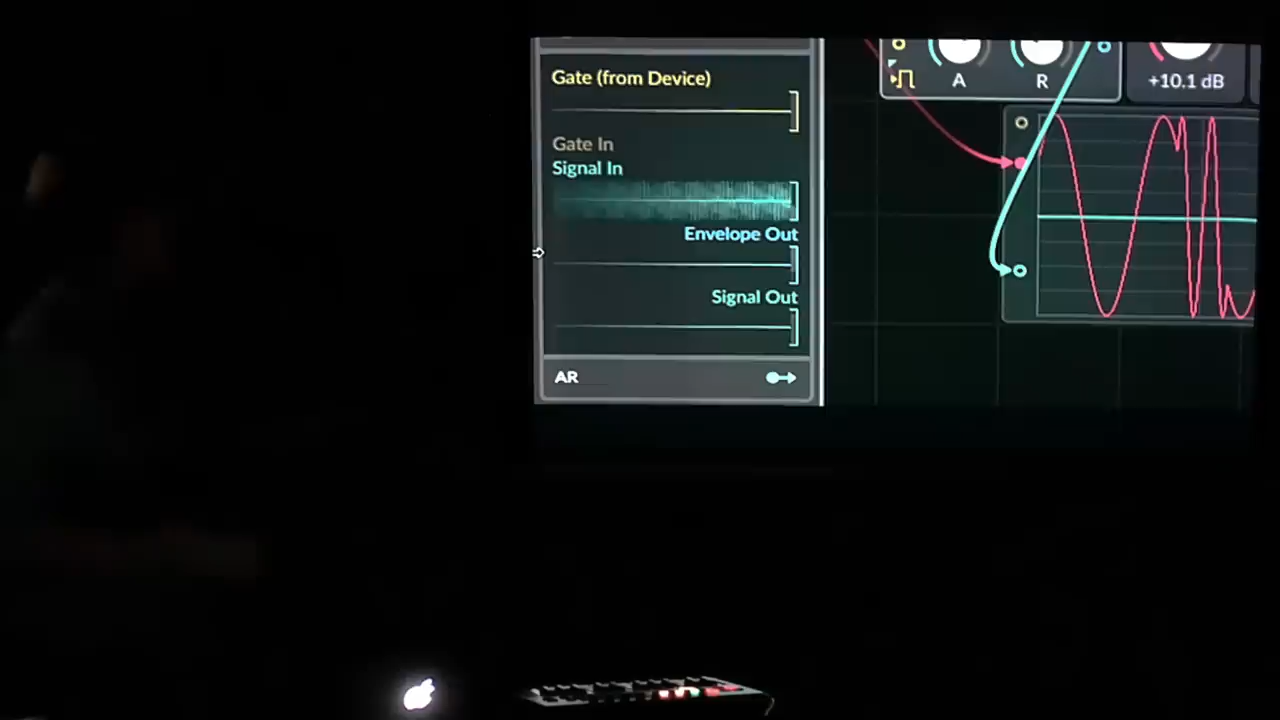 Gate (from Device)
Gate In
Signal In
Envelope Out
Signal Out
AR
A
R
+10.1 dB